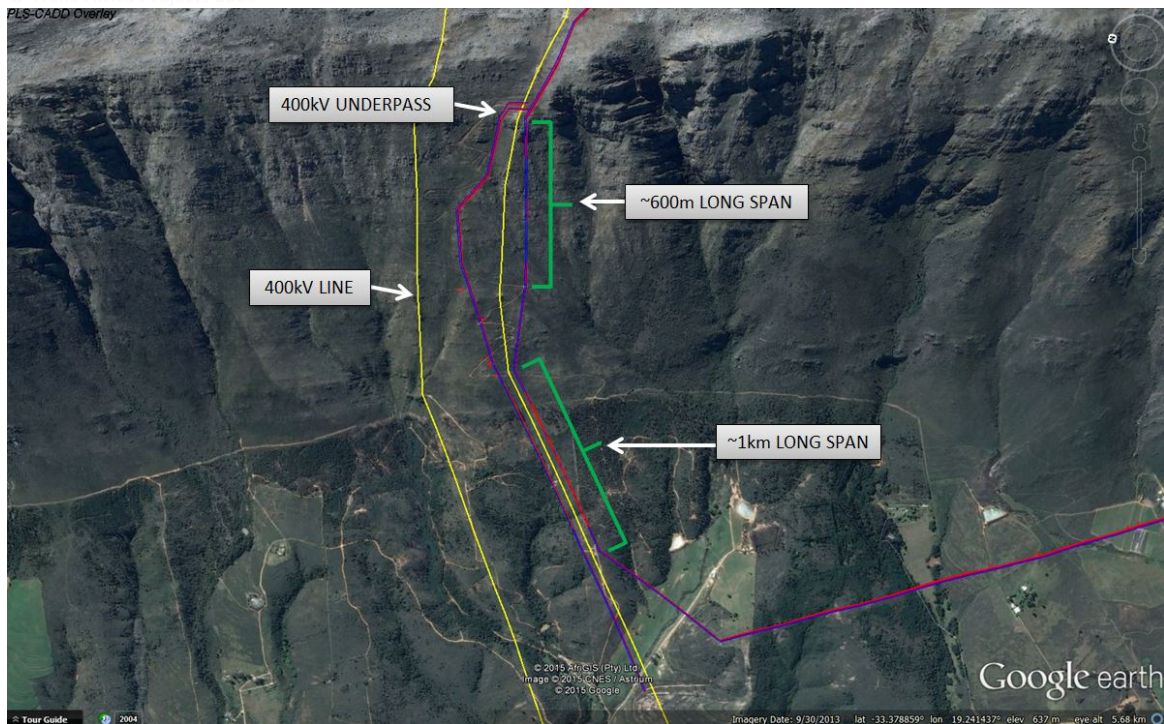 PLS-CADD Overlay
400kV UNDERPASS
~600m LONG SPAN
400kV LINE
~1km LONG SPAN
© 2015 AfriGIS (Pty) Ltd.
Image © 2015 CNES / Astrium
© 2015 Google
Google earth
Tour Guide
2004
Imagery Date: 9/30/2013 lat -33.378859° lon 19.241437° elev 637 m eye alt 5.68 km